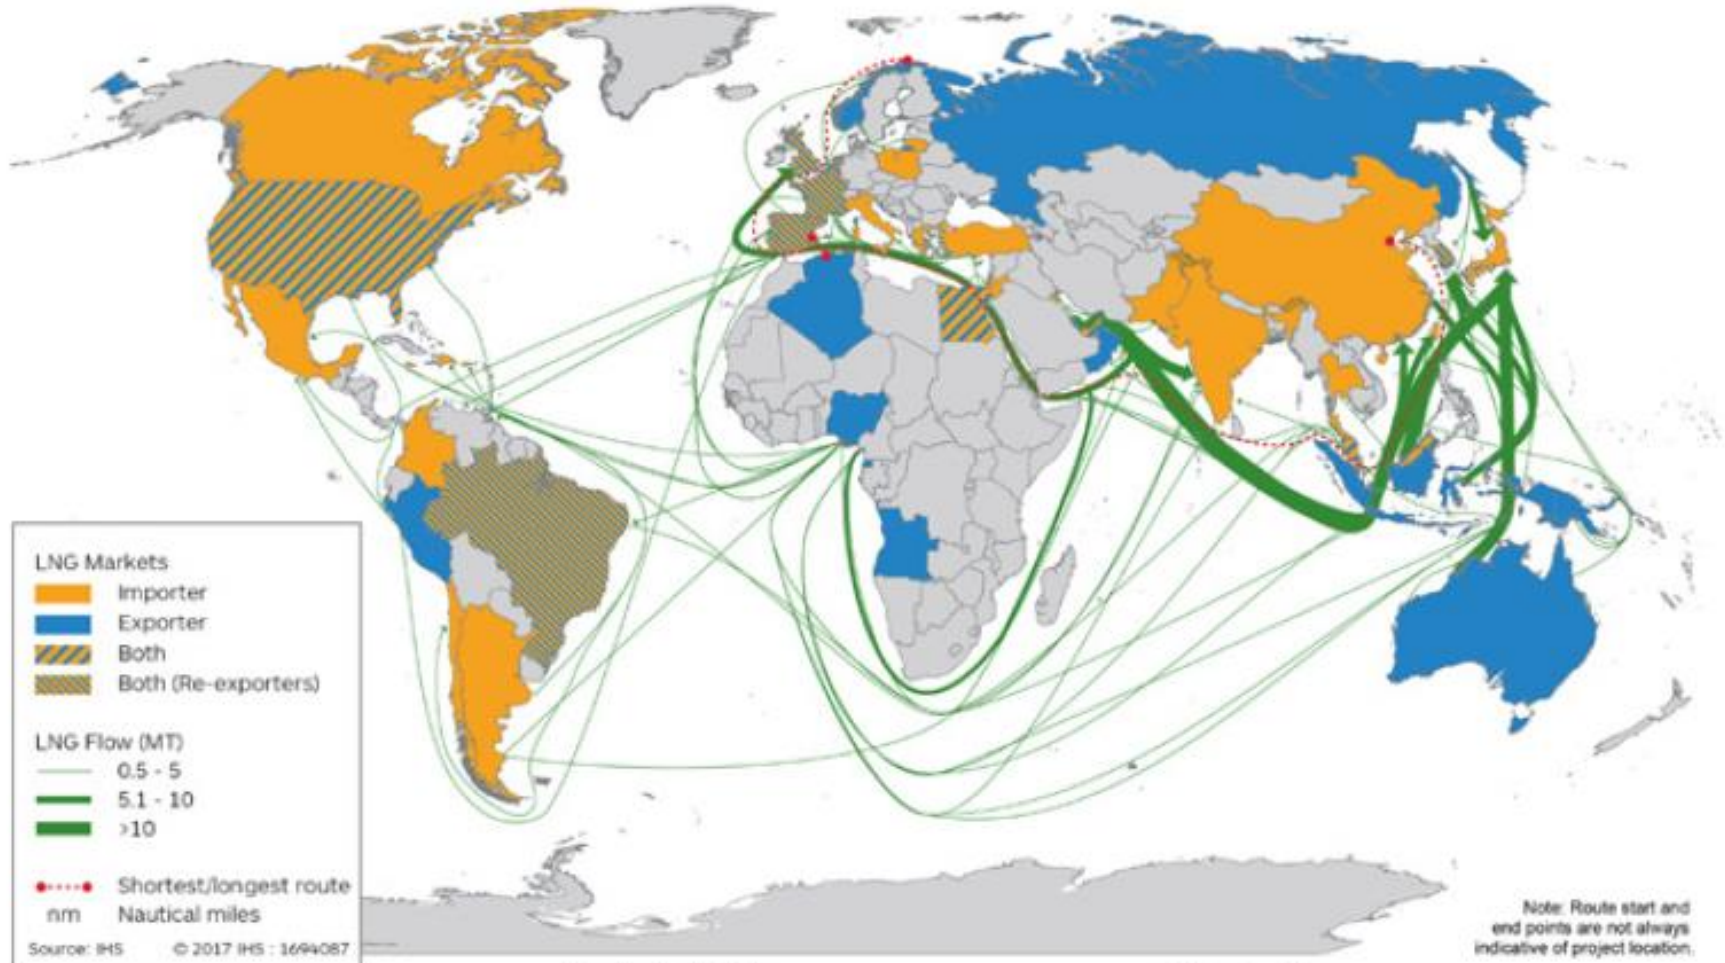 LNG Markets
Importer
Exporter
Both
Both (Re-exporters)
LNG Flow (MT)
0.5 - 5
5.1 - 10
>10
Shortest/longest route
nm Nautical miles
Source: IHS © 2017 IHS : 1694087
Note: Route start and
end points are not always
indicative of project location.